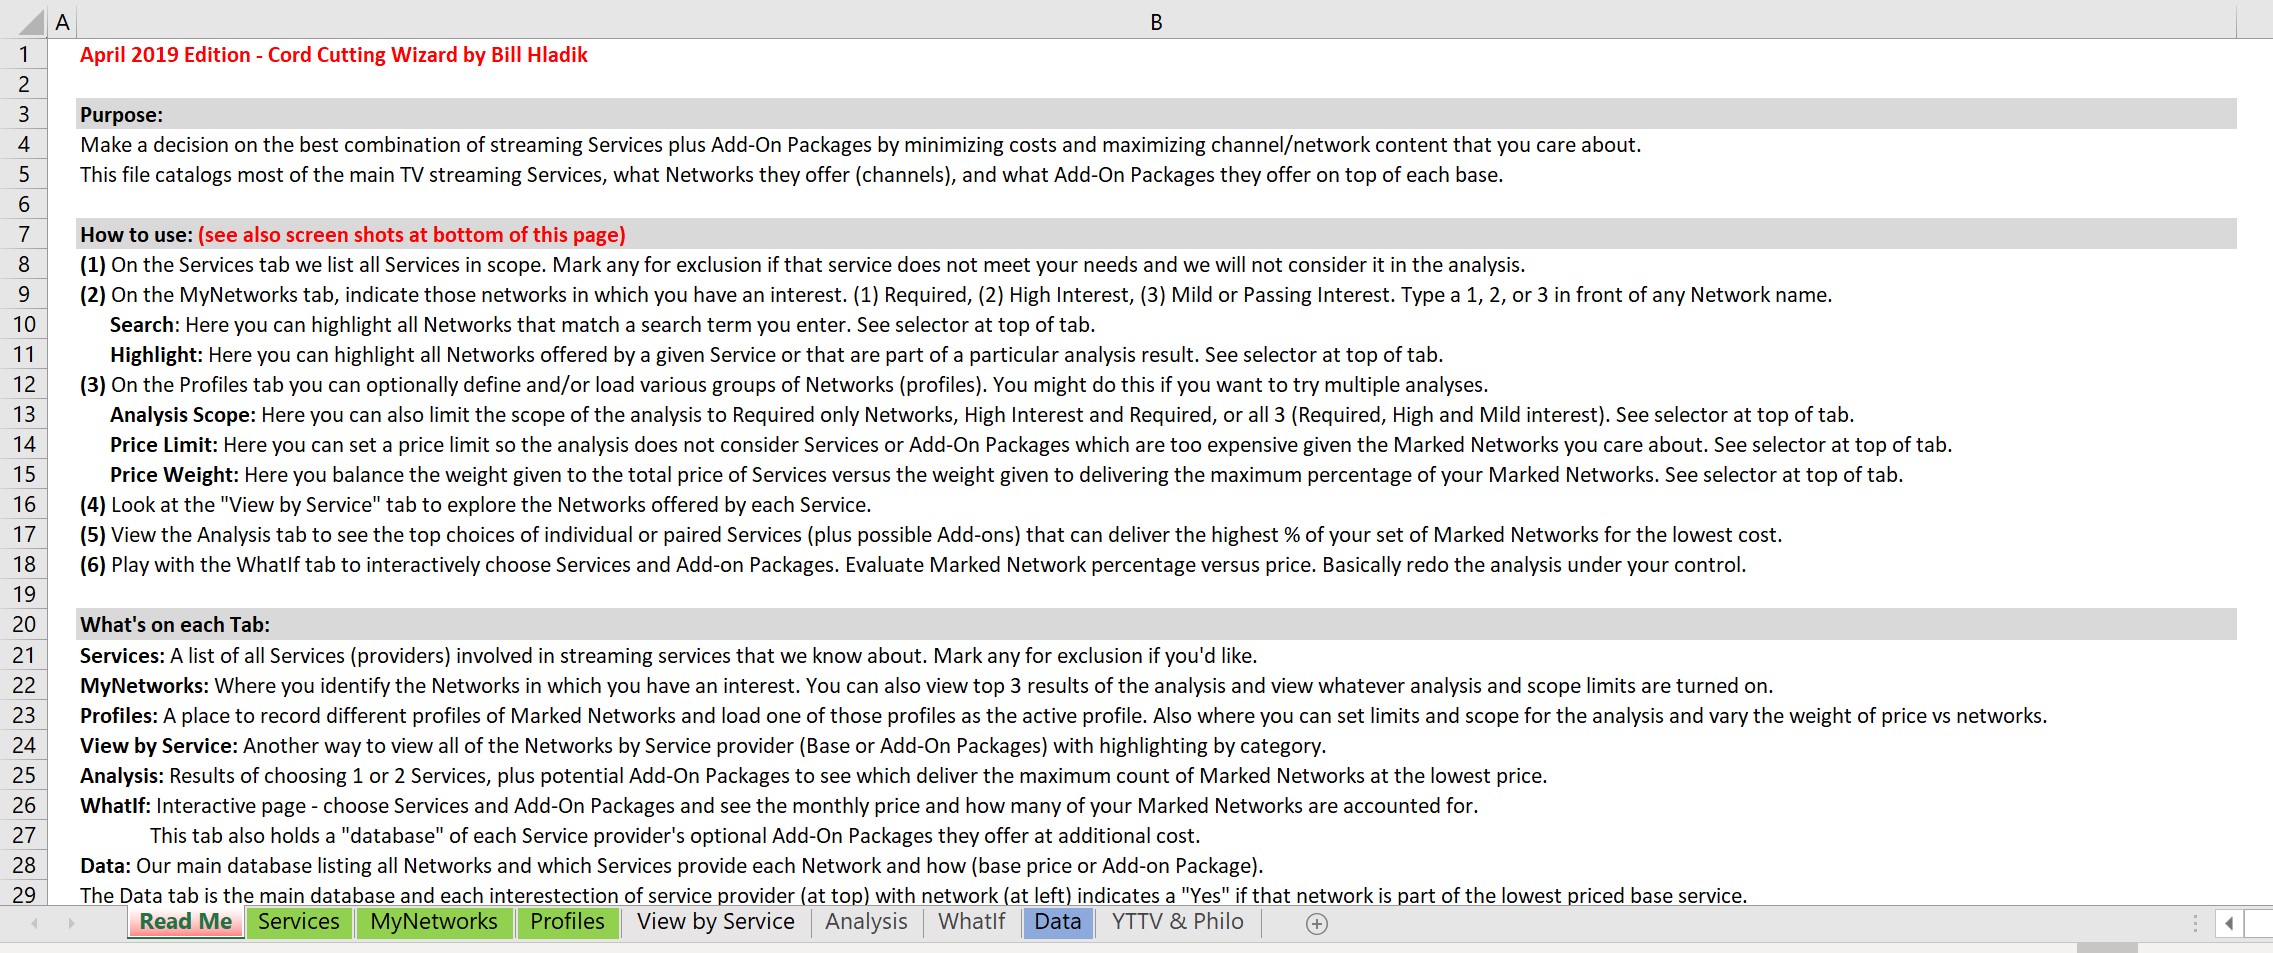 A B
1 April 2019 Edition - Cord Cutting Wizard by Bill Hladik
2
3 Purpose:
4 Make a decision on the best combination of streaming Services plus Add-On Packages by minimizing costs and maximizing channel/network content that you care about.
5 This file catalogs most of the main TV streaming Services, what Networks they offer (channels), and what Add-On Packages they offer on top of each base.
6
7 How to use: (see also screen shots at bottom of this page)
8 (1) On the Services tab we list all Services in scope. Mark any for exclusion if that service does not meet your needs and we will not consider it in the analysis.
9 (2) On the MyNetworks tab, indicate those networks in which you have an interest. (1) Required, (2) High Interest, (3) Mild or Passing Interest. Type a 1, 2, or 3 in front of any Network name.
10 Search: Here you can highlight all Networks that match a search term you enter. See selector at top of tab.
11 Highlight: Here you can highlight all Networks offered by a given Service or that are part of a particular analysis result. See selector at top of tab.
12 (3) On the Profiles tab you can optionally define and/or load various groups of Networks (profiles). You might do this if you want to try multiple analyses.
13 Analysis Scope: Here you can also limit the scope of the analysis to Required only Networks, High Interest and Required, or all 3 (Required, High and Mild interest). See selector at top of tab.
14 Price Limit: Here you can set a price limit so the analysis does not consider Services or Add-On Packages which are too expensive given the Marked Networks you care about. See selector at top of tab.
15 Price Weight: Here you balance the weight given to the total price of Services versus the weight given to delivering the maximum percentage of your Marked Networks. See selector at top of tab.
16 (4) Look at the "View by Service" tab to explore the Networks offered by each Service.
17 (5) View the Analysis tab to see the top choices of individual or paired Services (plus possible Add-ons) that can deliver the highest % of your set of Marked Networks for the lowest cost.
18 (6) Play with the WhatIf tab to interactively choose Services and Add-on Packages. Evaluate Marked Network percentage versus price. Basically redo the analysis under your control.
19
20 What's on each Tab:
21 Services: A list of all Services (providers) involved in streaming services that we know about. Mark any for exclusion if you'd like.
22 MyNetworks: Where you identify the Networks in which you have an interest. You can also view top 3 results of the analysis and view whatever analysis and scope limits are turned on.
23 Profiles: A place to record different profiles of Marked Networks and load one of those profiles as the active profile. Also where you can set limits and scope for the analysis and vary the weight of price vs networks.
24 View by Service: Another way to view all of the Networks by Service provider (Base or Add-On Packages) with highlighting by category.
25 Analysis: Results of choosing 1 or 2 Services, plus potential Add-On Packages to see which deliver the maximum count of Marked Networks at the lowest price.
26 WhatIf: Interactive page - choose Services and Add-On Packages and see the monthly price and how many of your Marked Networks are accounted for.
27 This tab also holds a "database" of each Service provider's optional Add-On Packages they offer at additional cost.
28 Data: Our main database listing all Networks and which Services provide each Network and how (base price or Add-on Package).
29 The Data tab is the main database and each interestection of service provider (at top) with network (at left) indicates a "Yes" if that network is part of the lowest priced base service.
Read Me Services MyNetworks Profiles View by Service Analysis WhatIf Data YTTV & Philo